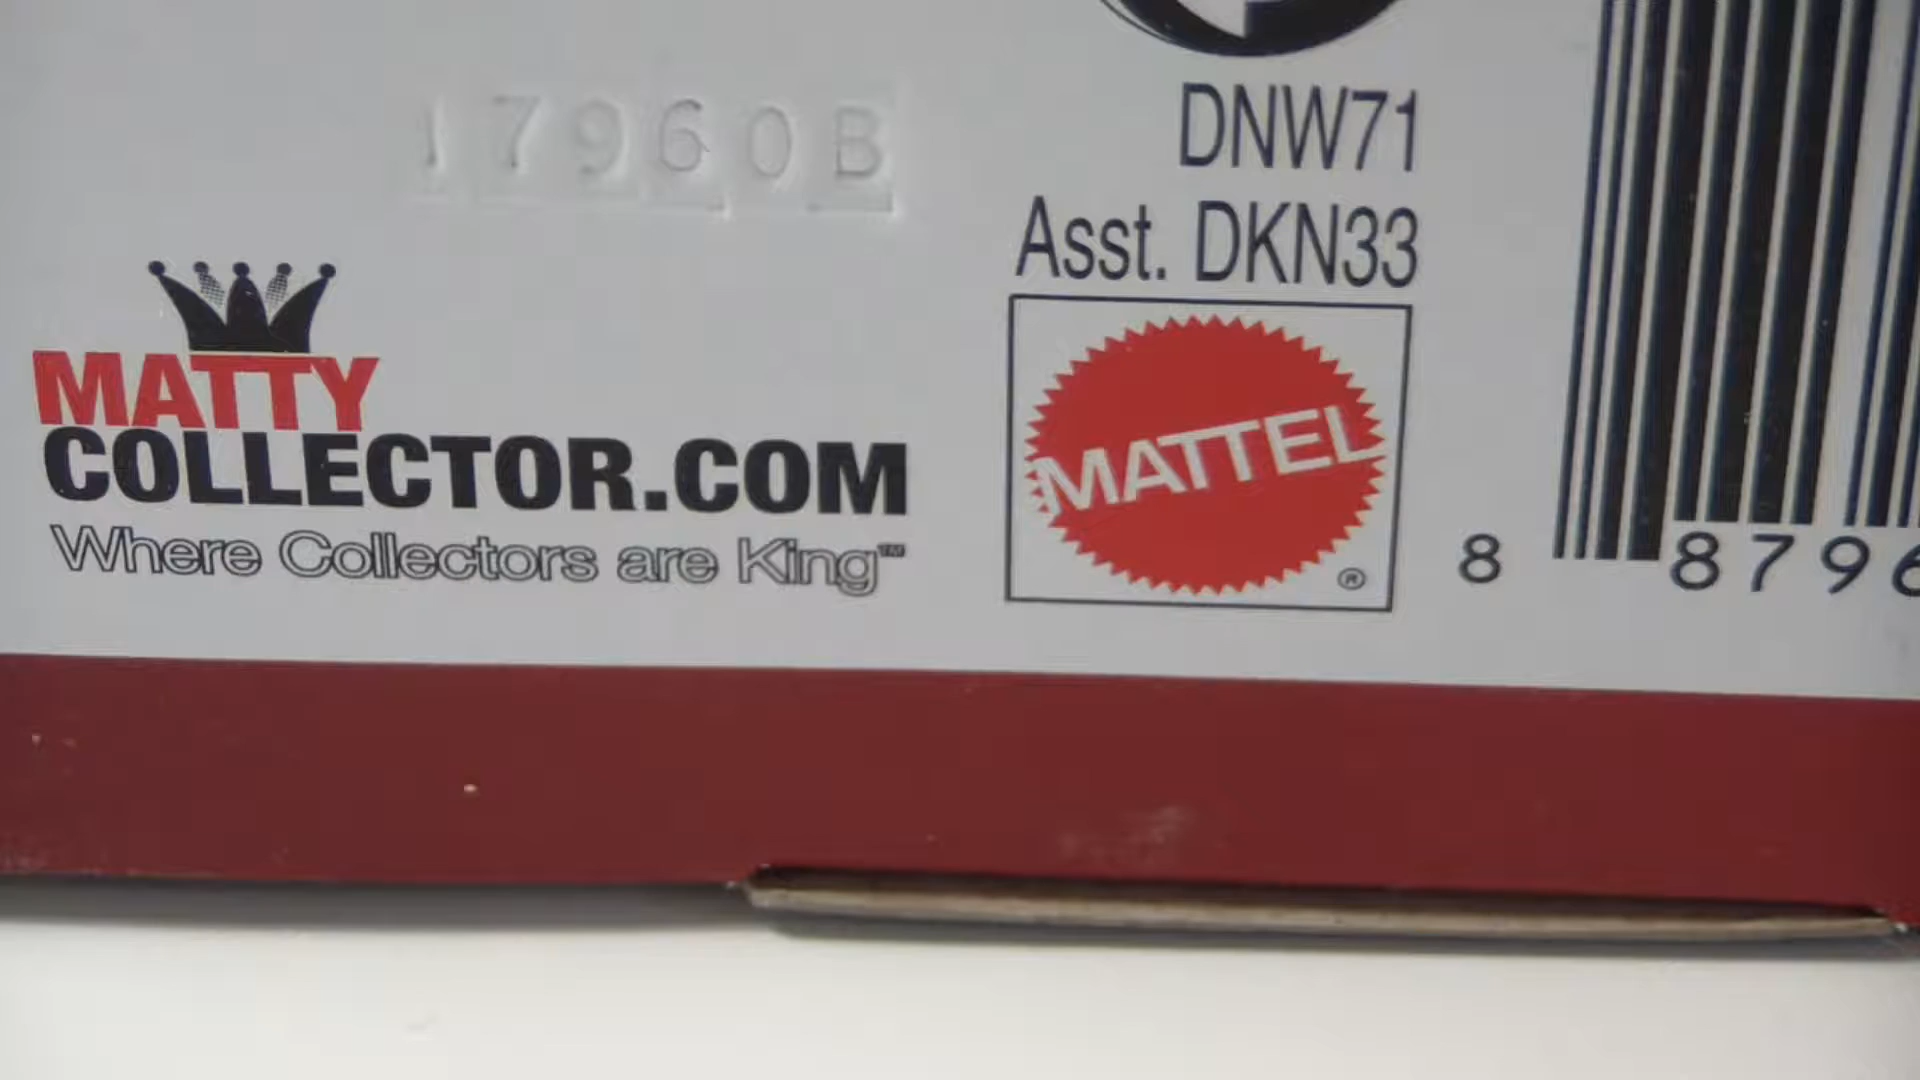 17960B
DNW71
Asst. DKN33
MATTY
COLLECTOR.COM
Where Collectors are King™
MATTEL
®
8 8796